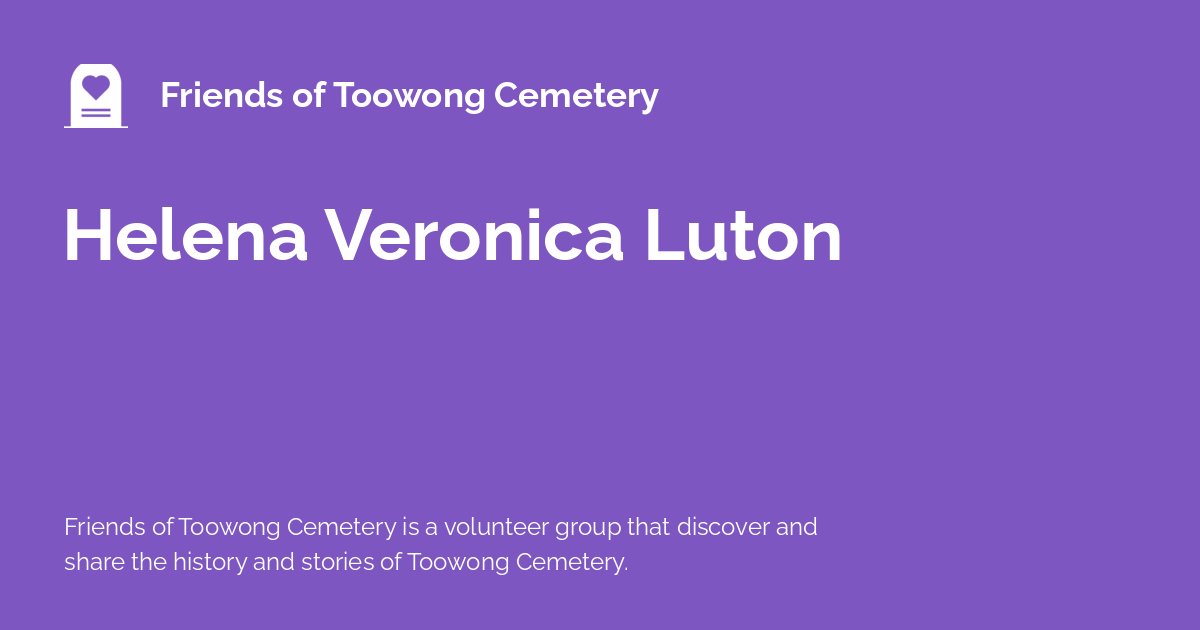 Friends of Toowong Cemetery
Helena Veronica Luton
Friends of Toowong Cemetery is a volunteer group that discover and
share the history and stories of Toowong Cemetery.